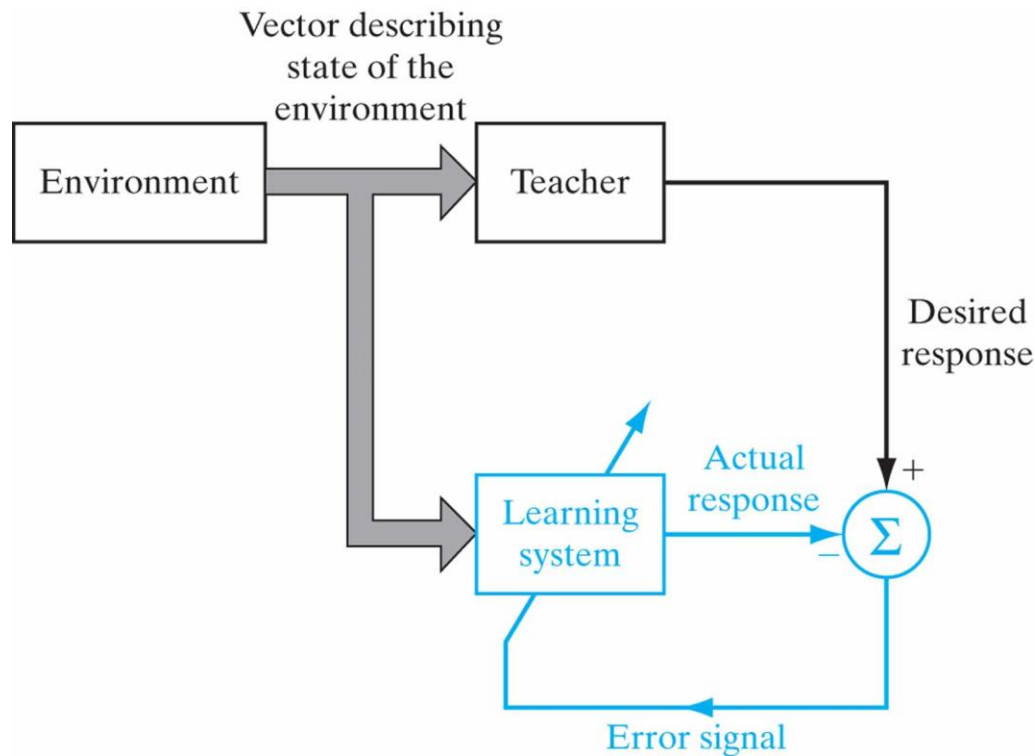 Vector describing
state of the
environment
Environment
Teacher
Desired
response
+
Actual
response
Learning
system
−
Σ
Error signal